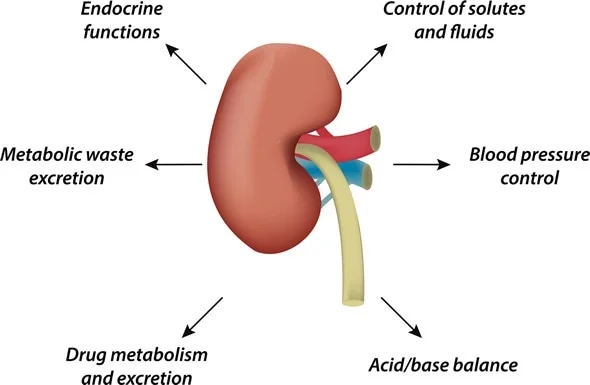 Endocrine
functions
Control of solutes
and fluids
Metabolic waste
excretion
Blood pressure
control
Drug metabolism
and excretion
Acid/base balance